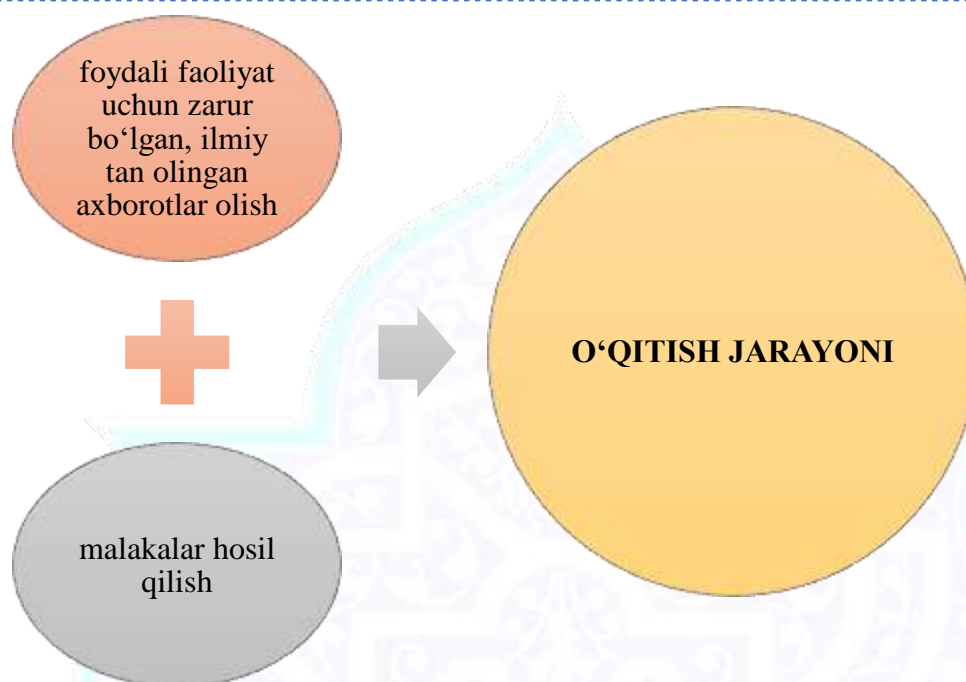 foydali faoliyat
uchun zarur
bo‘lgan, ilmiy
tan olingan
axborotlar olish
O‘QITISH JARAYONI
malakalar hosil
qilish